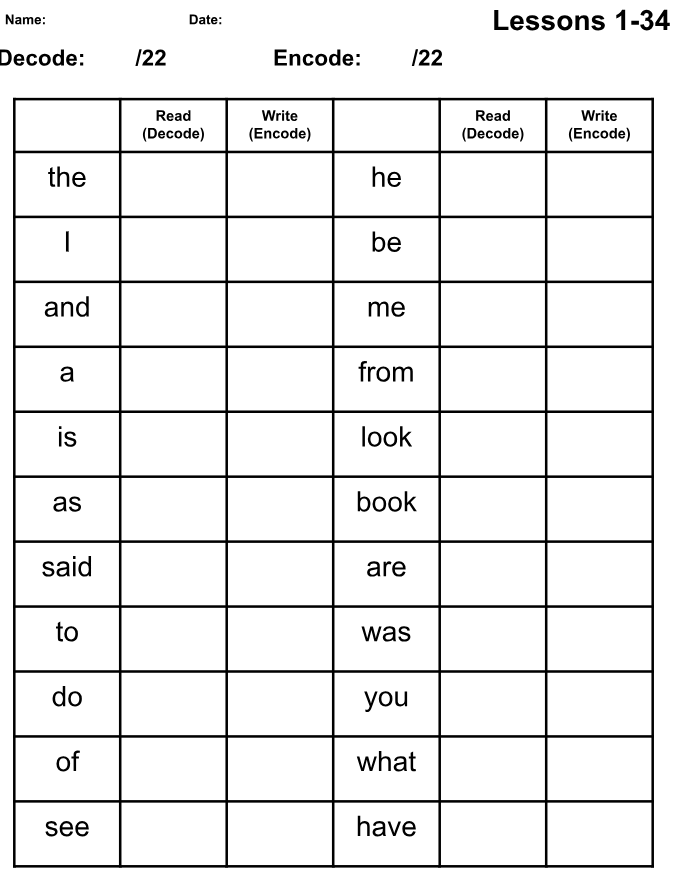 Name: Date: Lessons 1-34
Decode: /22 Encode: /22
Read (Decode) Write (Encode) Read (Decode) Write (Encode)
the he
I be
and me
a from
is look
as book
said are
to was
do you
of what
see have